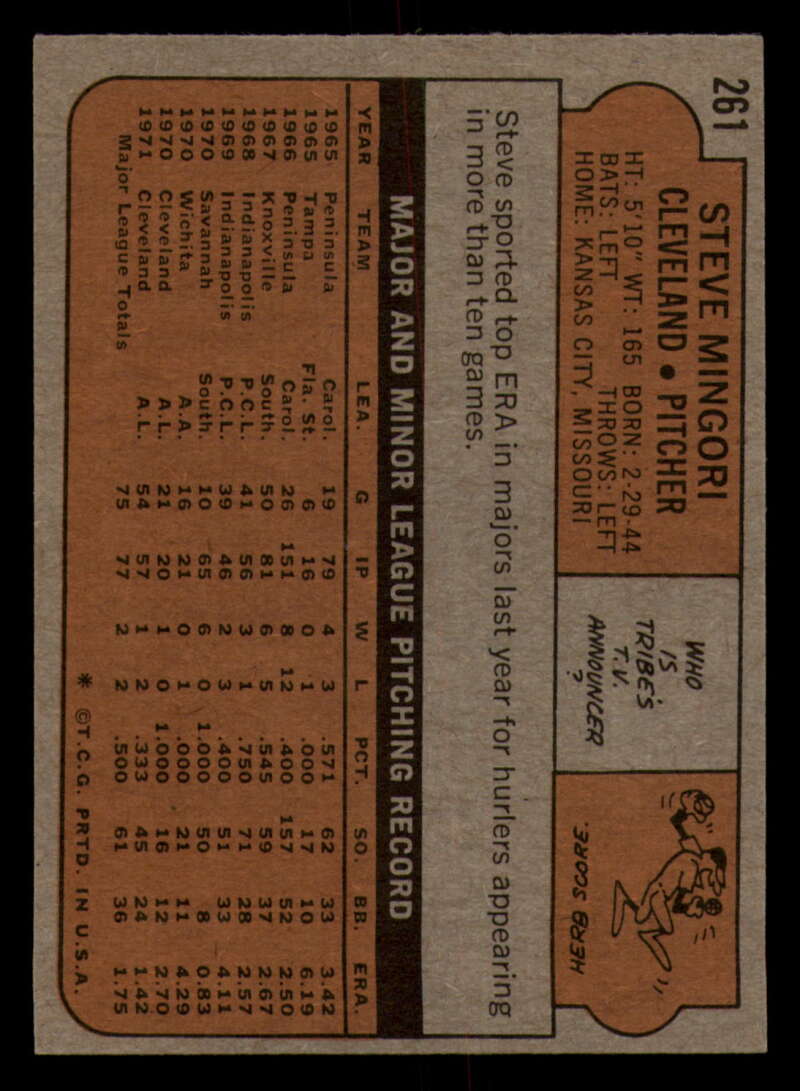 261
STEVE MINGORI
CLEVELAND • PITCHER
HT: 5'10" WT: 165 BORN: 2-29-44
BATS: LEFT THROWS: LEFT
HOME: KANSAS CITY, MISSOURI
WHO
IS
TRIBE'S
T.V.
ANNOUNCER
?
HERB SCORE.
Steve sported top ERA in majors last year for hurlers appearing
in more than ten games.
MAJOR AND MINOR LEAGUE PITCHING RECORD
YEAR TEAM LEA. G IP W L PCT. SO. BB. ERA.
1965 Peninsula Carol. 19 79 4 3 .571 62 33 3.42
1965 Tampa Fla. St. 6 16 0 1 .000 17 10 6.19
1966 Peninsula Carol. 26 151 8 12 .400 157 52 2.50
1967 Knoxville South. 50 81 6 5 .545 59 37 2.67
1968 Indianapolis P.C.L. 41 56 3 1 .750 71 28 2.57
1969 Indianapolis P.C.L. 39 46 2 3 .400 51 33 4.11
1970 Savannah South. 10 65 6 0 1.000 50 8 0.83
1970 Wichita A.A. 16 21 0 1 .000 21 11 4.29
1970 Cleveland A.L. 21 20 1 0 1.000 16 12 2.70
1971 Cleveland A.L. 54 57 1 2 .333 45 24 1.42
Major League Totals 75 77 2 2 .500 61 36 1.75
* ©T.C.G. PRTD. IN U.S.A.